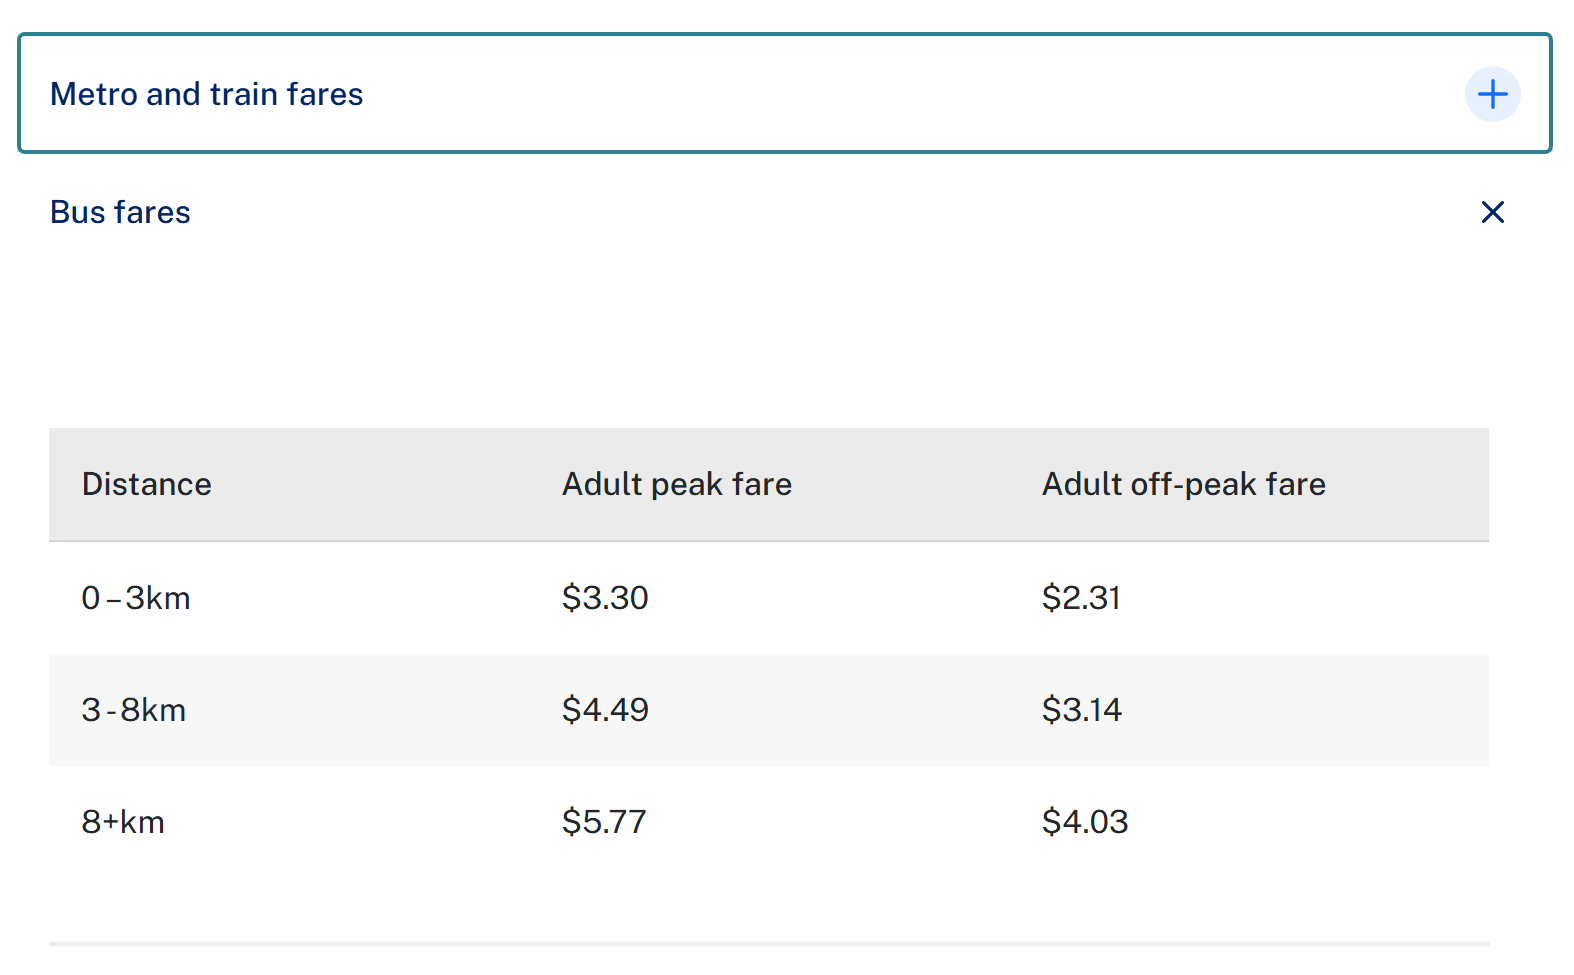 Metro and train fares
Bus fares
Distance Adult peak fare Adult off-peak fare
0 – 3km $3.30 $2.31
3 - 8km $4.49 $3.14
8+km $5.77 $4.03